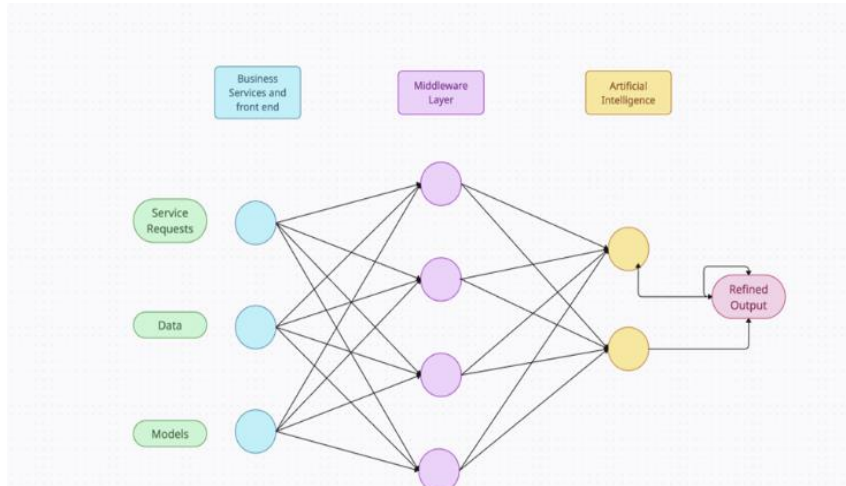 Business
Services and
front end
Middleware
Layer
Artificial
Intelligence
Service
Requests
Data
Models
Refined
Output